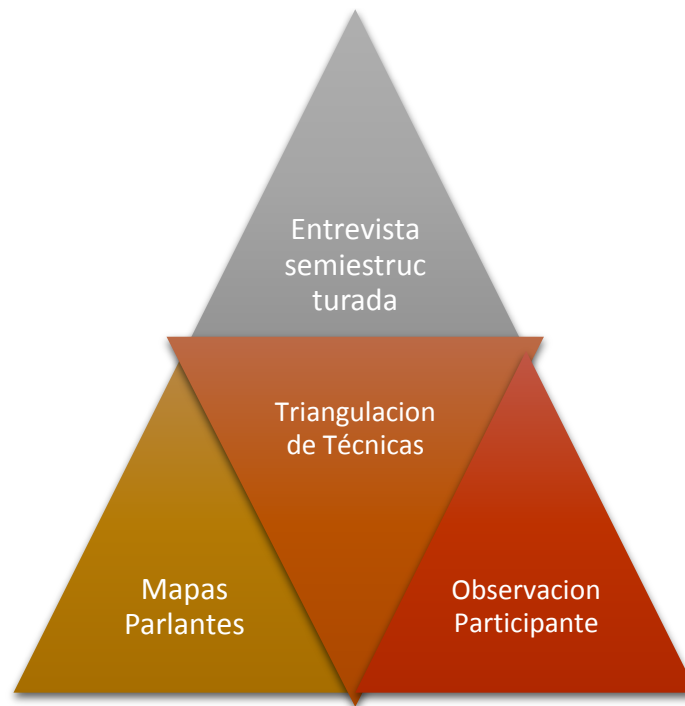 Entrevista
semiestruc
turada
Triangulacion
de Técnicas
Mapas
Parlantes
Observacion
Participante